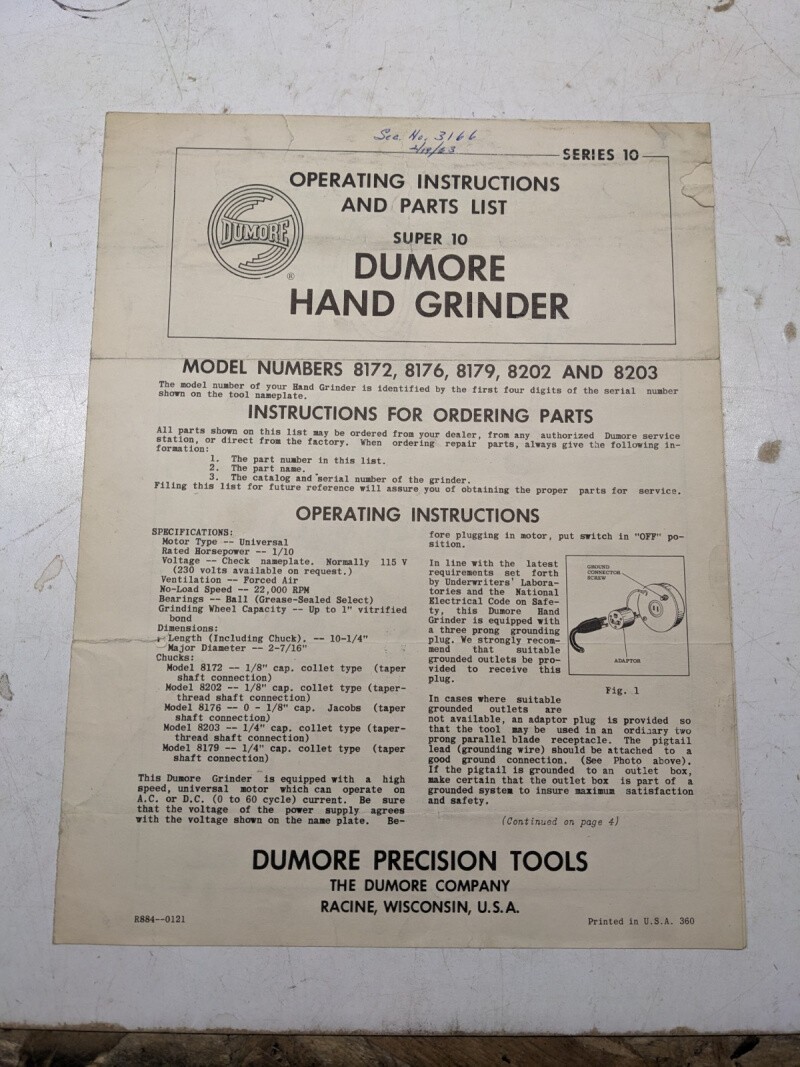 Sea. No. 3166
SERIES 10
OPERATING INSTRUCTIONS
AND PARTS LIST
DUMORE
®
SUPER 10
DUMORE
HAND GRINDER
MODEL NUMBERS 8172, 8176, 8179, 8202 AND 8203
The model number of your Hand Grinder is identified by the first four digits of the serial number
shown on the tool nameplate.
INSTRUCTIONS FOR ORDERING PARTS
All parts shown on this list may be ordered from your dealer, from any authorized Dumore service
station, or direct from the factory. When ordering repair parts, always give the following in-
formation:
1. The part number in this list.
2. The part name.
3. The catalog and serial number of the grinder.
Filing this list for future reference will assure you of obtaining the proper parts for service.
OPERATING INSTRUCTIONS
SPECIFICATIONS:
Motor Type -- Universal
Rated Horsepower -- 1/10
Voltage -- Check nameplate. Normally 115 V
(230 volts available on request.)
Ventilation -- Forced Air
No-Load Speed -- 22,000 RPM
Bearings -- Ball (Grease-Sealed Select)
Grinding Wheel Capacity -- Up to 1" vitrified
bond
Dimensions:
Length (Including Chuck). -- 10-1/4"
Major Diameter -- 2-7/16"
Chucks:
Model 8172 -- 1/8" cap. collet type (taper
shaft connection)
Model 8202 -- 1/8" cap. collet type (taper-
thread shaft connection)
Model 8176 -- 0 - 1/8" cap. Jacobs (taper
shaft connection)
Model 8203 -- 1/4" cap. collet type (taper-
thread shaft connection)
Model 8179 -- 1/4" cap. collet type (taper
shaft connection)
This Dumore Grinder is equipped with a high
speed, universal motor which can operate on
A.C. or D.C. (0 to 60 cycle) current. Be sure
that the voltage of the power supply agrees
with the voltage shown on the name plate. Be-
fore plugging in motor, put switch in "OFF" po-
sition.
In line with the latest
requirements set forth
by Underwriters' Labora-
tories and the National
Electrical Code on Safe-
ty, this Dumore Hand
Grinder is equipped with
a three prong grounding
plug. We strongly recom-
mend that suitable
grounded outlets be pro-
vided to receive this
plug.
GROUND
CONNECTOR
SCREW
ADAPTOR
Fig. 1
In cases where suitable
grounded outlets are
not available, an adaptor plug is provided so
that the tool may be used in an ordinary two
prong parallel blade receptacle. The pigtail
lead (grounding wire) should be attached to a
good ground connection. (See Photo above).
If the pigtail is grounded to an outlet box,
make certain that the outlet box is part of a
grounded system to insure maximum satisfaction
and safety.
(Continued on page 4)
DUMORE PRECISION TOOLS
THE DUMORE COMPANY
RACINE, WISCONSIN, U.S.A.
R884--0121
Printed in U.S.A. 360